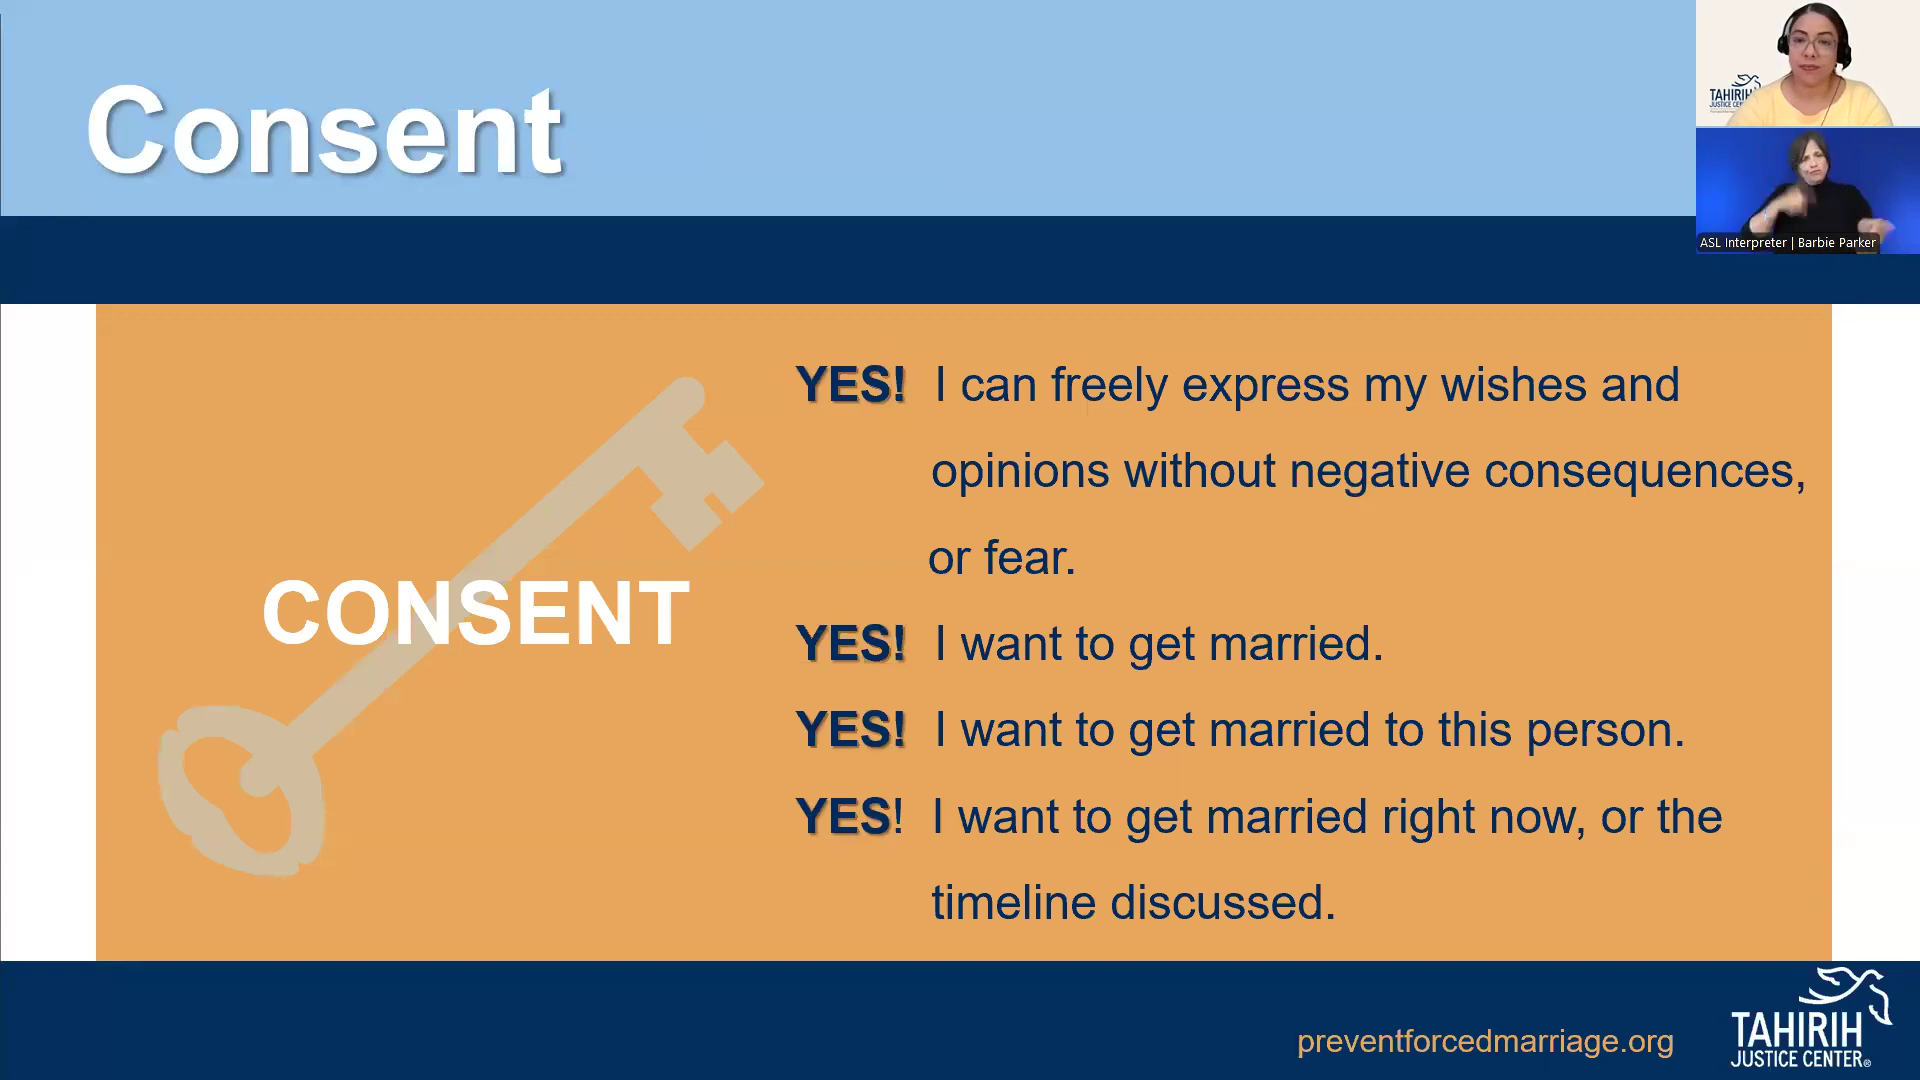 Consent
TAHIRIH
JUSTICE
ASL Interpreter | Barbie Parker
CONSENT
YES! I can freely express my wishes and
opinions without negative consequences,
or fear.
YES! I want to get married.
YES! I want to get married to this person.
YES! I want to get married right now, or the
timeline discussed.
preventforcedmarriage.org
TAHIRIH
JUSTICE CENTER®